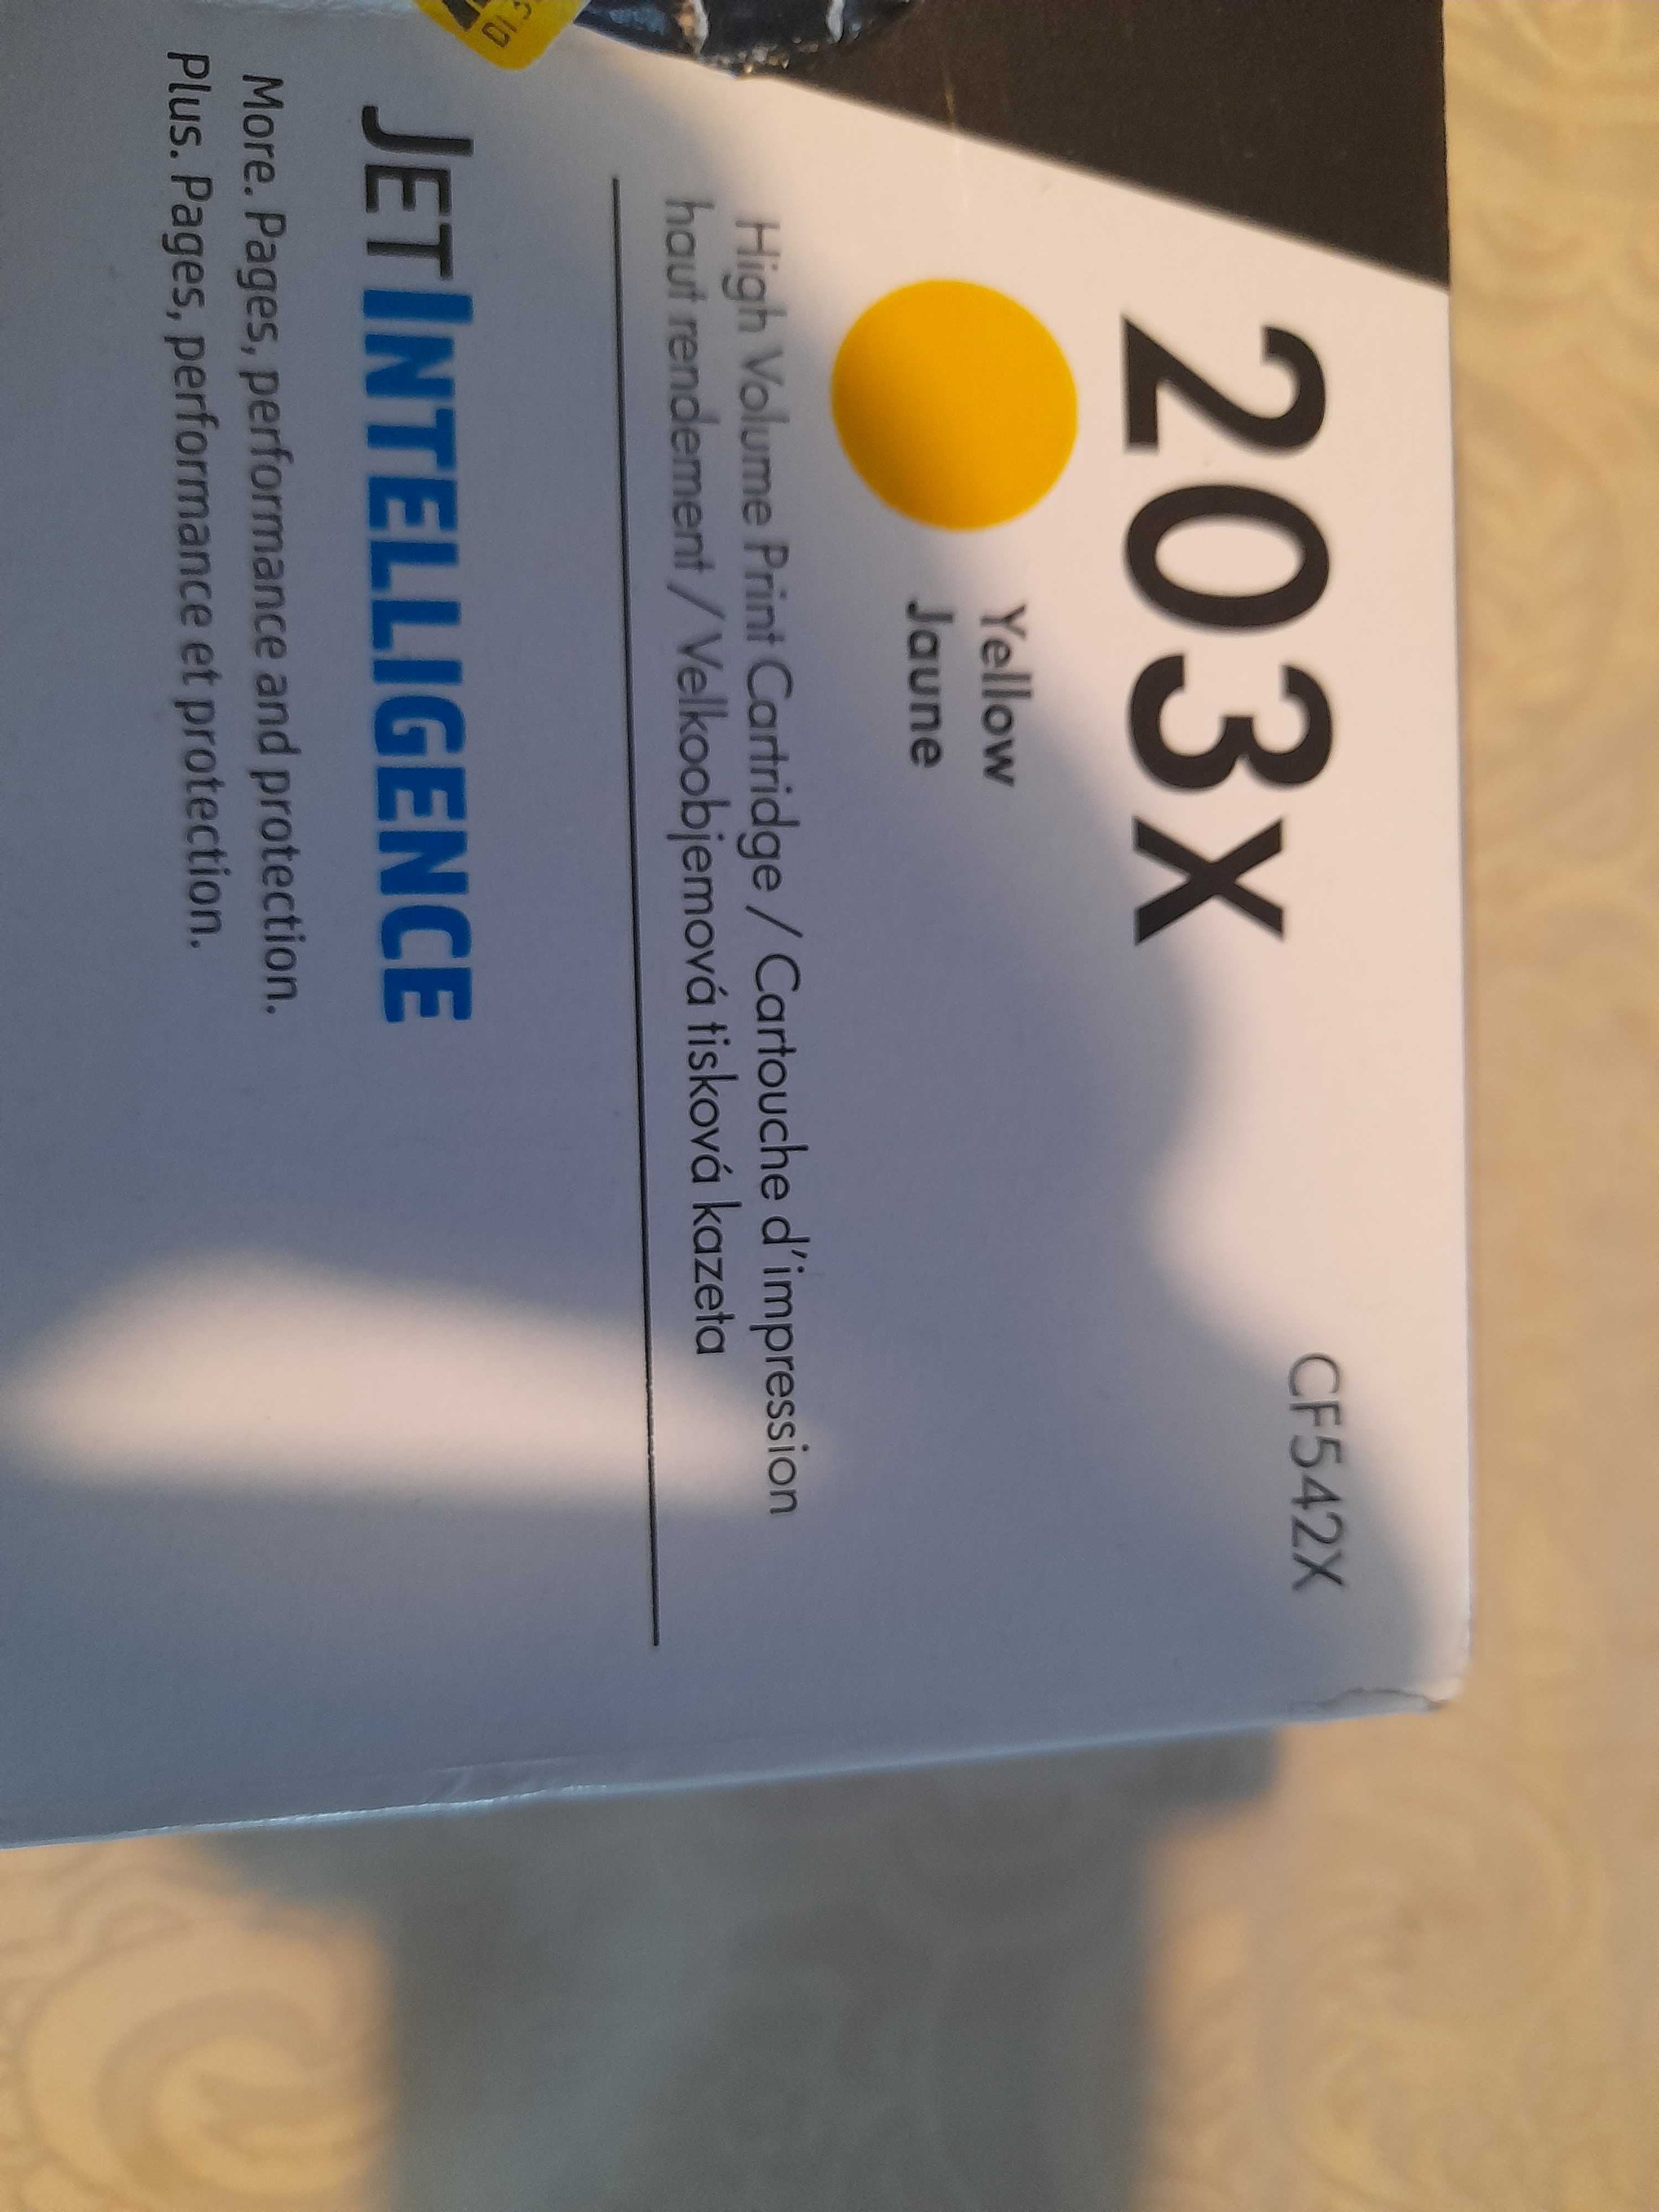 203X
CF542X
Yellow
Jaune
High Volume Print Cartridge / Cartouche d'impression
haut rendement / Velkoobjemová tisková kazeta
JETINTELLIGENCE
More. Pages, performance and protection.
Plus. Pages, performance et protection.